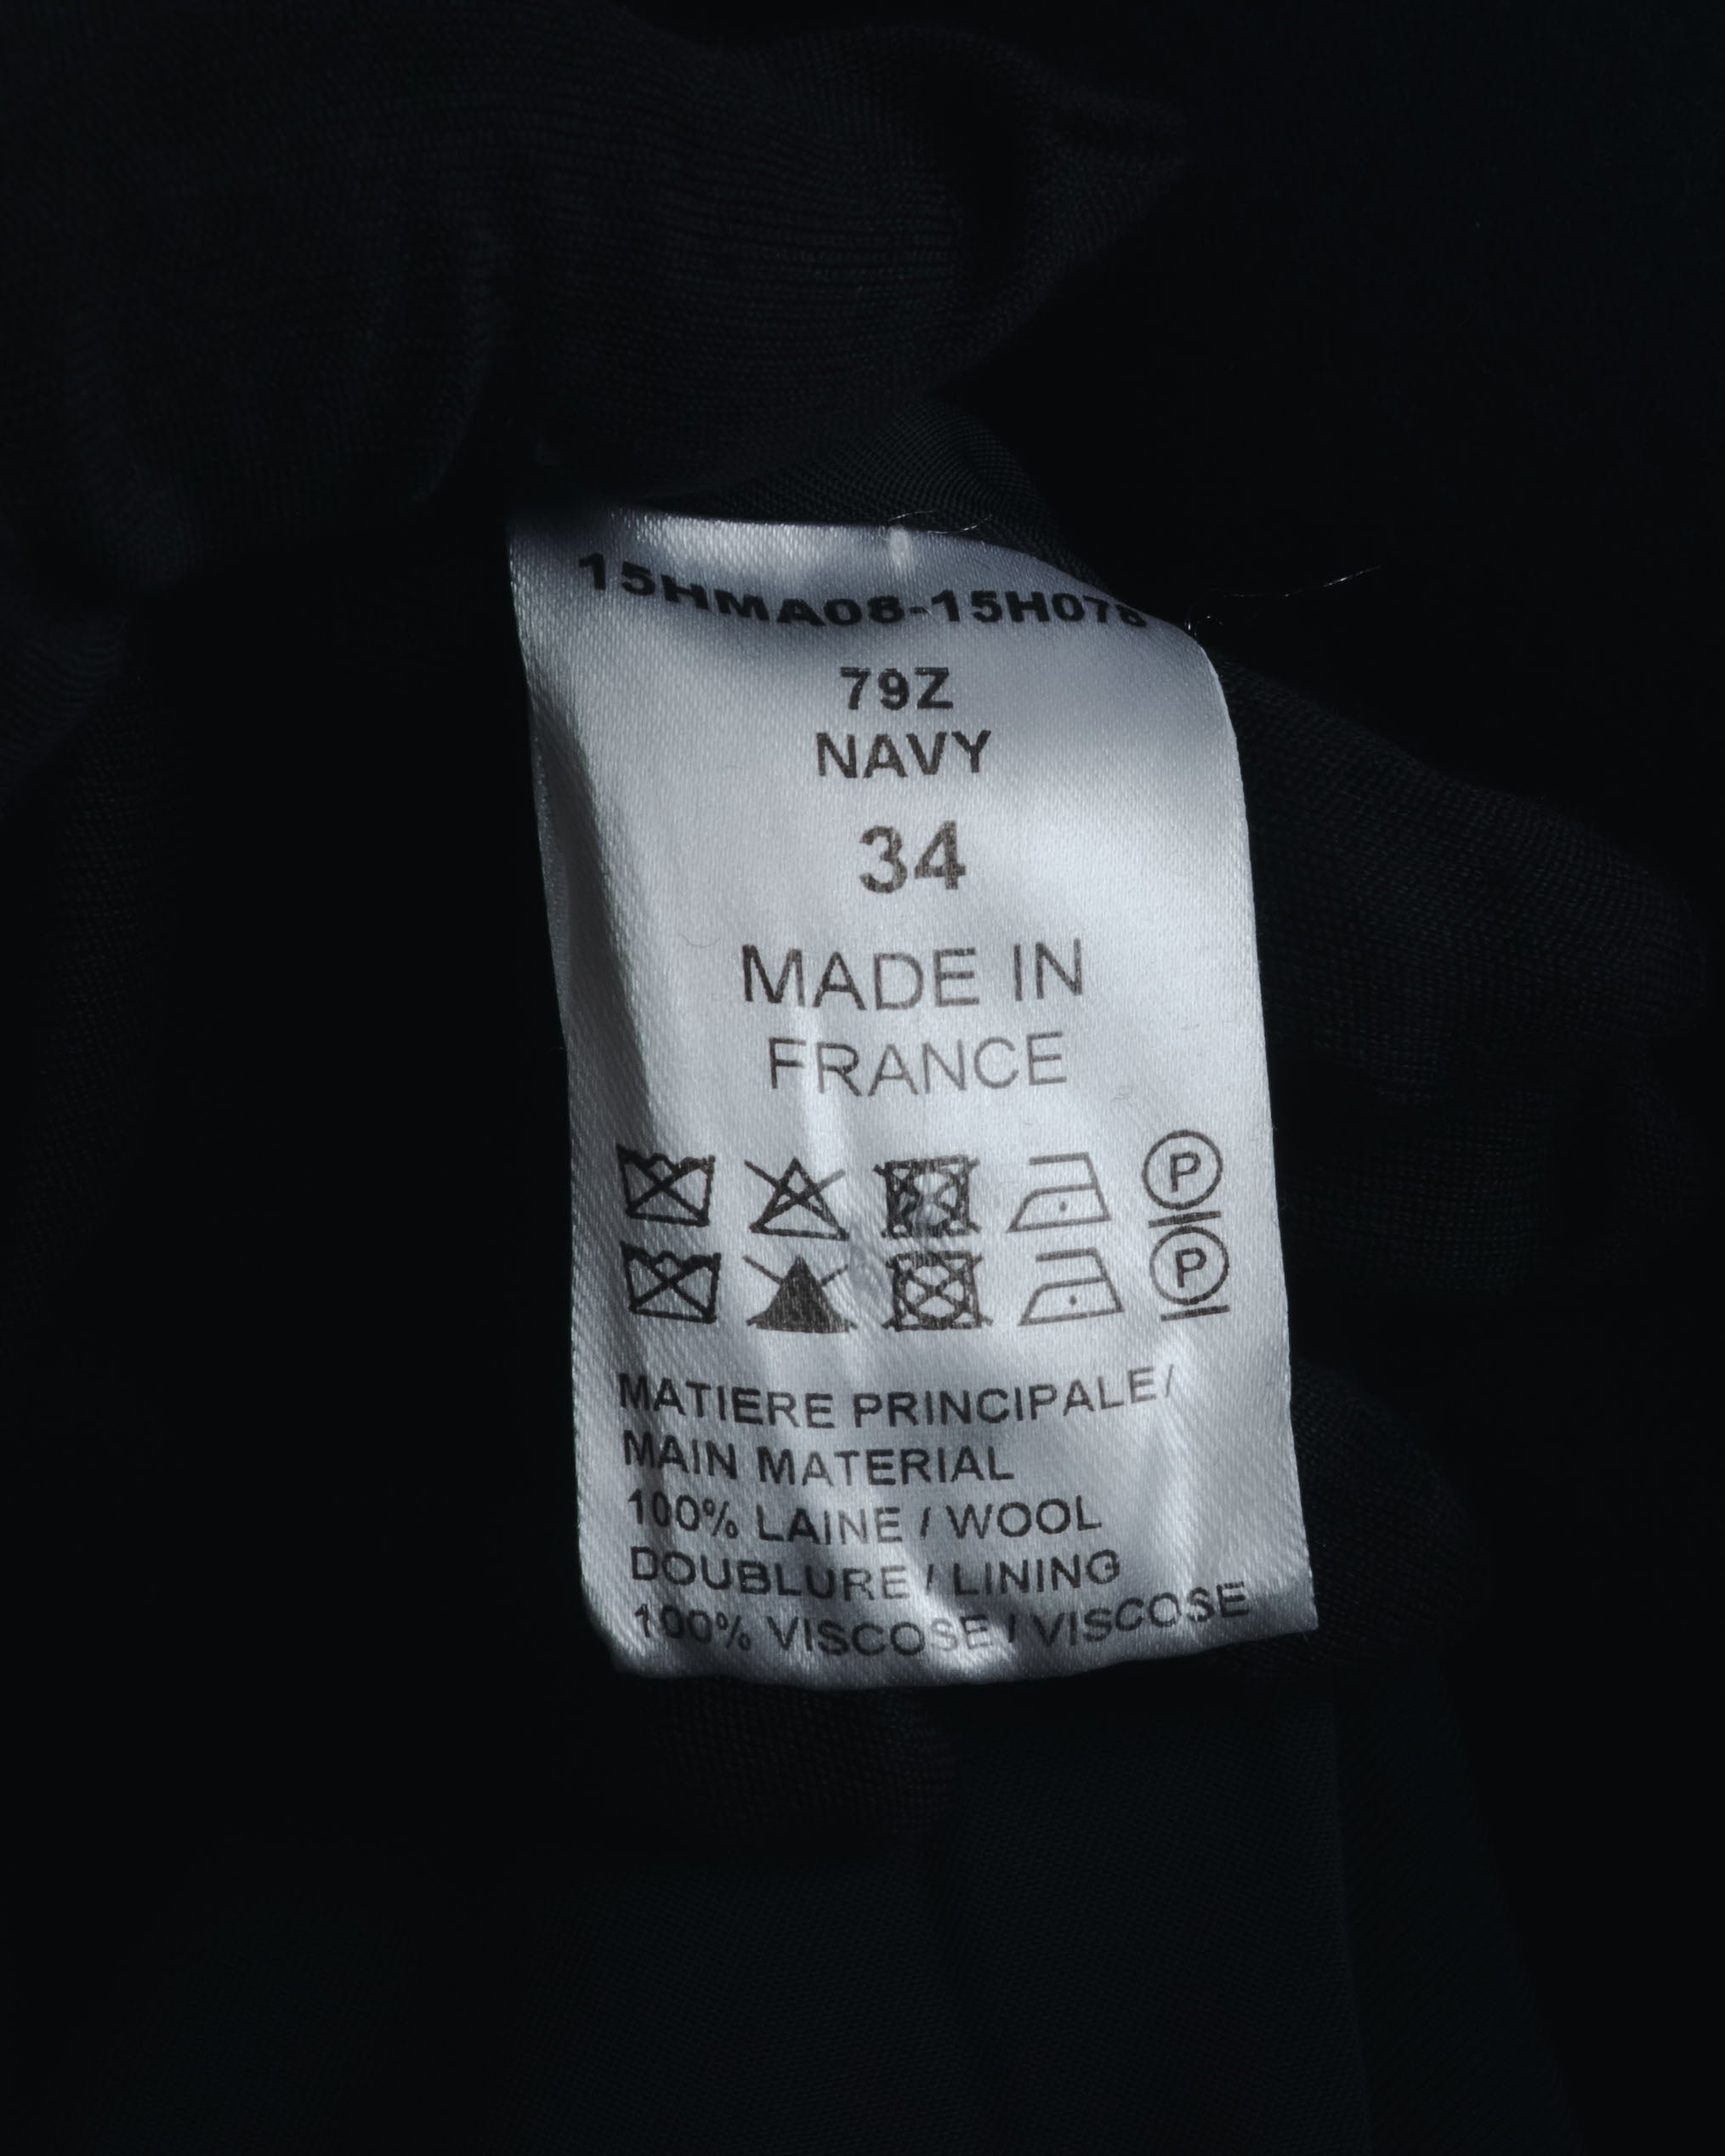 15HMA08-15H078
79Z
NAVY
34
MADE IN
FRANCE
P
P
MATIERE PRINCIPALE/
MAIN MATERIAL
100% LAINE / WOOL
DOUBLURE / LINING
100% VISCOSE / VISCOSE